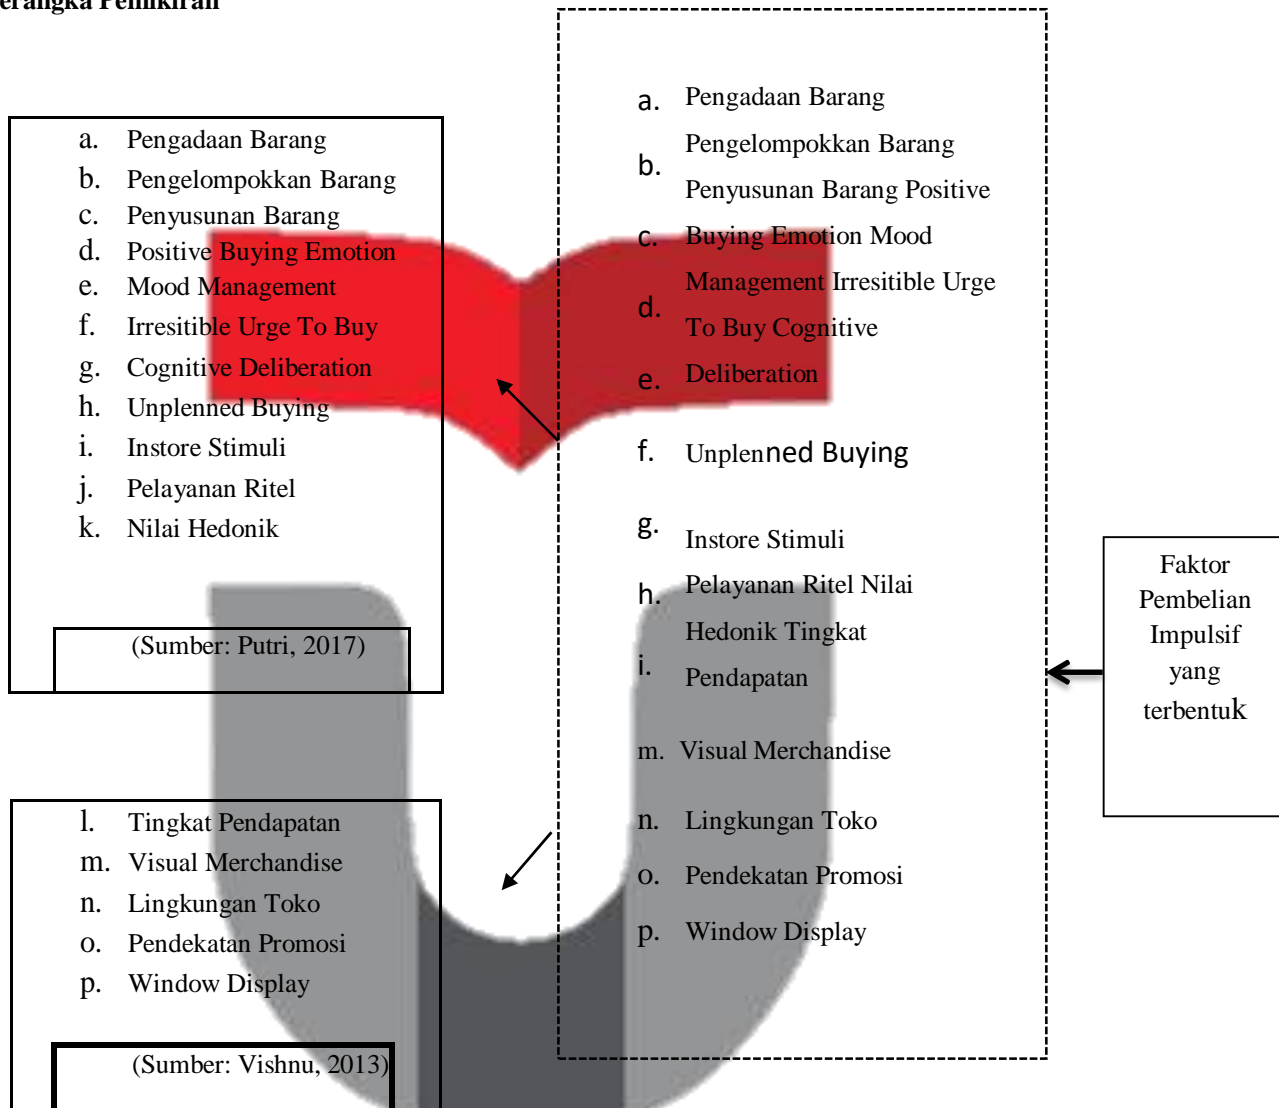 erangka Pemikiran
a. Pengadaan Barang
b. Pengelompokkan Barang
c. Penyusunan Barang
d. Positive Buying Emotion
e. Mood Management
f. Irresitible Urge To Buy
g. Cognitive Deliberation
h. Unplenned Buying
i. Instore Stimuli
j. Pelayanan Ritel
k. Nilai Hedonik
(Sumber: Putri, 2017)
l. Tingkat Pendapatan
m. Visual Merchandise
n. Lingkungan Toko
o. Pendekatan Promosi
p. Window Display
(Sumber: Vishnu, 2013)
a. Pengadaan Barang
Pengelompokkan Barang
b.
Penyusunan Barang Positive
c. Buying Emotion Mood
Management Irresitible Urge
d.
To Buy Cognitive
e. Deliberation
f. Unplenned Buying
g.
Instore Stimuli
h. Pelayanan Ritel Nilai
Hedonik Tingkat
i.
Pendapatan
m. Visual Merchandise
n. Lingkungan Toko
o. Pendekatan Promosi
p. Window Display
Faktor
Pembelian
Impulsif
yang
terbentuk